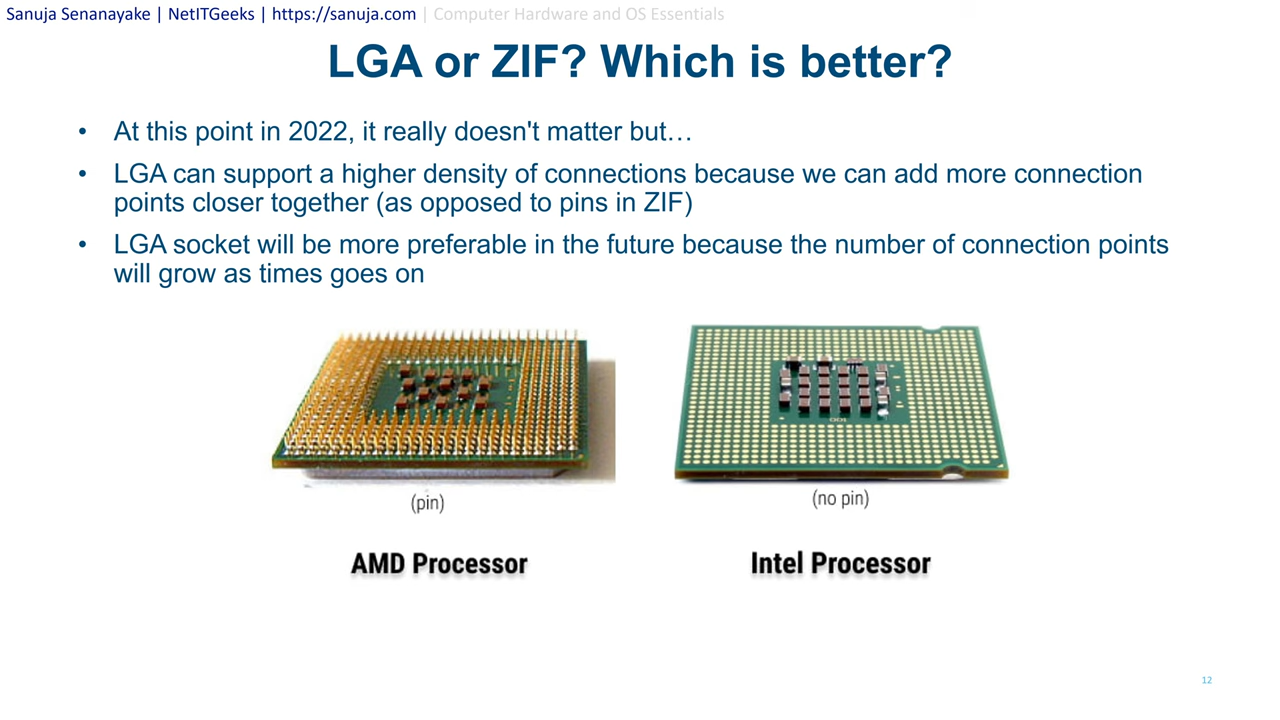 Sanuja Senanayake | NetITGeeks | https://sanuja.com | Computer Hardware and OS Essentials
LGA or ZIF? Which is better?
• At this point in 2022, it really doesn't matter but…
• LGA can support a higher density of connections because we can add more connection
points closer together (as opposed to pins in ZIF)
• LGA socket will be more preferable in the future because the number of connection points
will grow as times goes on
(pin)
(no pin)
AMD Processor
Intel Processor
12